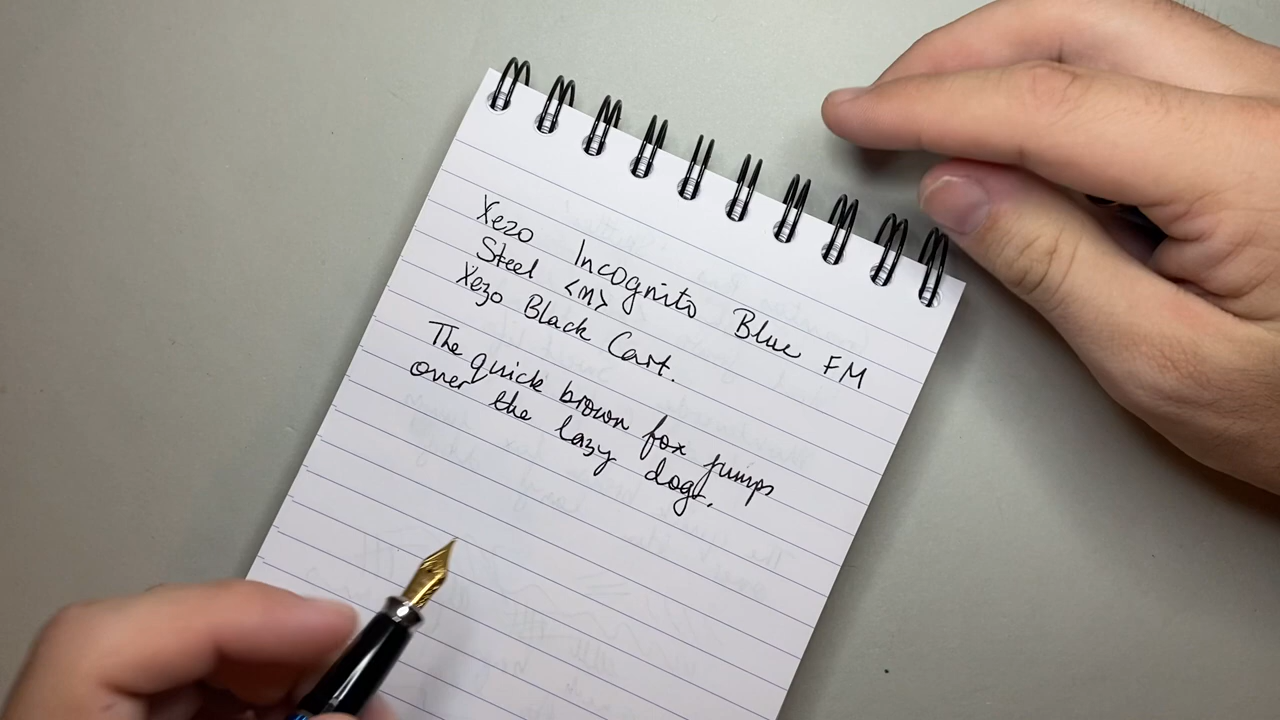 Xezo Incognito Blue FM
Steel <M>
Xezo Black Cart.
The quick brown fox jumps
over the lazy dog.